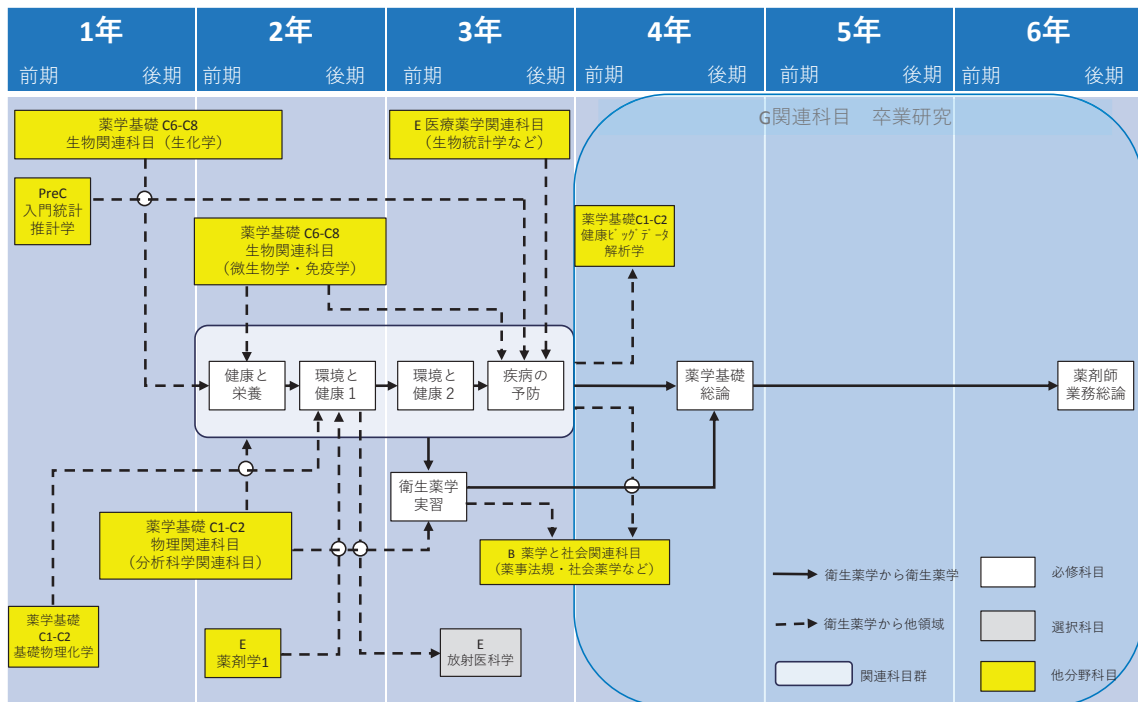 1年
2年
3年
4年
5年
6年
前期 後期
前期 後期
前期 後期
前期 後期
前期 後期
前期 後期
薬学基礎 C6-C8
生物関連科目（生化学）
E 医療薬学関連科目
（生物統計学など）
G関連科目 卒業研究
PreC
入門統計
推計学
薬学基礎 C6-C8
生物関連科目
（微生物学・免疫学）
薬学基礎C1-C2
健康ﾋﾞｯｸﾞﾃﾞｰﾀ
解析学
健康と
栄養
環境と
健康１
環境と
健康２
疾病の
予防
薬学基礎
総論
薬剤師
業務総論
衛生薬学
実習
薬学基礎 C1-C2
物理関連科目
（分析科学関連科目）
B 薬学と社会関連科目
（薬事法規・社会薬学など）
薬学基礎
C1-C2
基礎物理化学
E
薬剤学1
E
放射医科学
衛生薬学から衛生薬学
衛生薬学から他領域
関連科目群
必修科目
選択科目
他分野科目